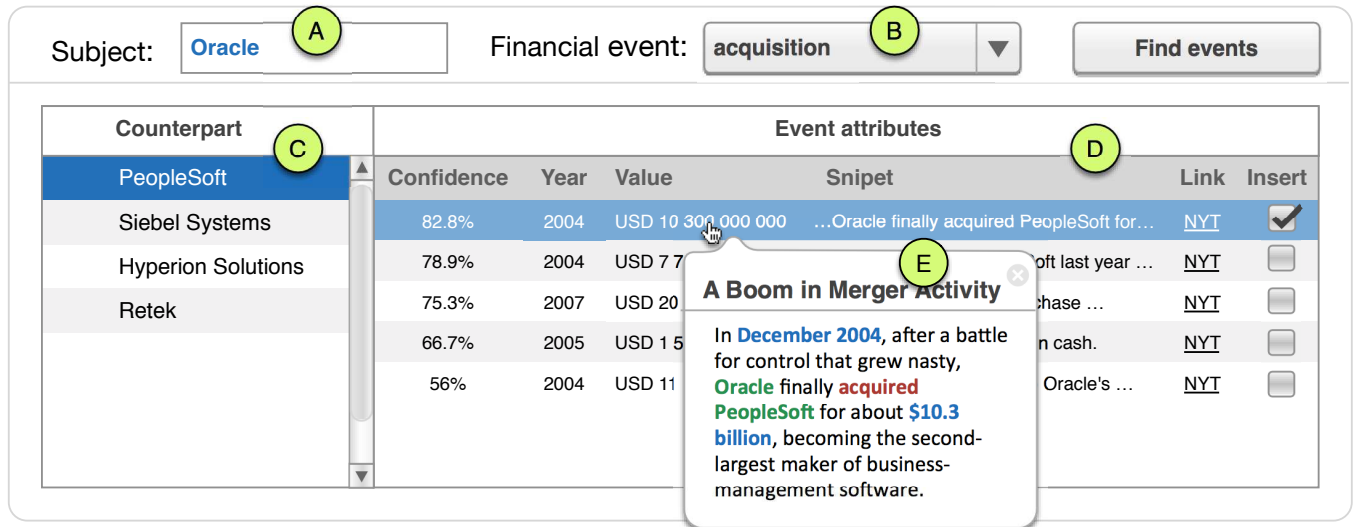 Subject: Oracle A Financial event: acquisition B Find events
Counterpart C Event attributes D
PeopleSoft Confidence Year Value Snipet Link Insert
Siebel Systems 82.8% 2004 USD 10 300 000 000 …Oracle finally acquired PeopleSoft for… NYT
Hyperion Solutions 78.9% 2004 USD 7 7 oft last year … NYT
Retek 75.3% 2007 USD 20 chase … NYT
66.7% 2005 USD 1 5 n cash. NYT
56% 2004 USD 11 Oracle's … NYT
E
A Boom in Merger Activity
In December 2004, after a battle
for control that grew nasty,
Oracle finally acquired
PeopleSoft for about $10.3
billion, becoming the second-
largest maker of business-
management software.